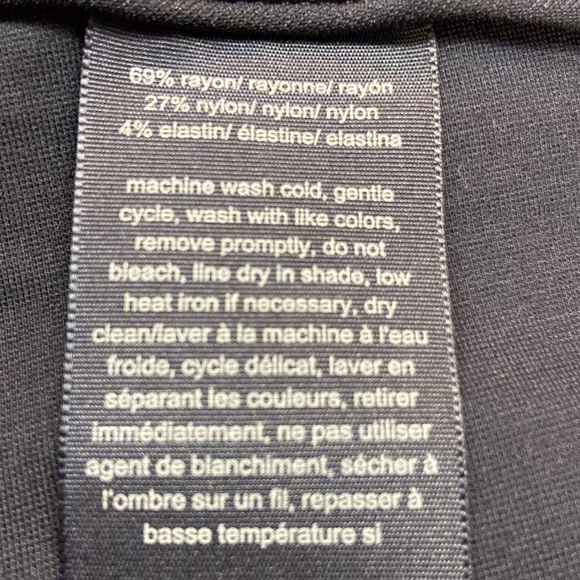 69% rayon/ rayonne/ rayón
27% nylon/ nylon/ nylon
4% elastin/ élastine/ elastina
machine wash cold, gentle
cycle, wash with like colors,
remove promptly, do not
bleach, line dry in shade, low
heat iron if necessary, dry
clean/laver à la machine à l'eau
froide, cycle délicat, laver en
séparant les couleurs, retirer
immédiatement, ne pas utiliser
agent de blanchiment, sécher à
l'ombre sur un fil, repasser à
basse température si